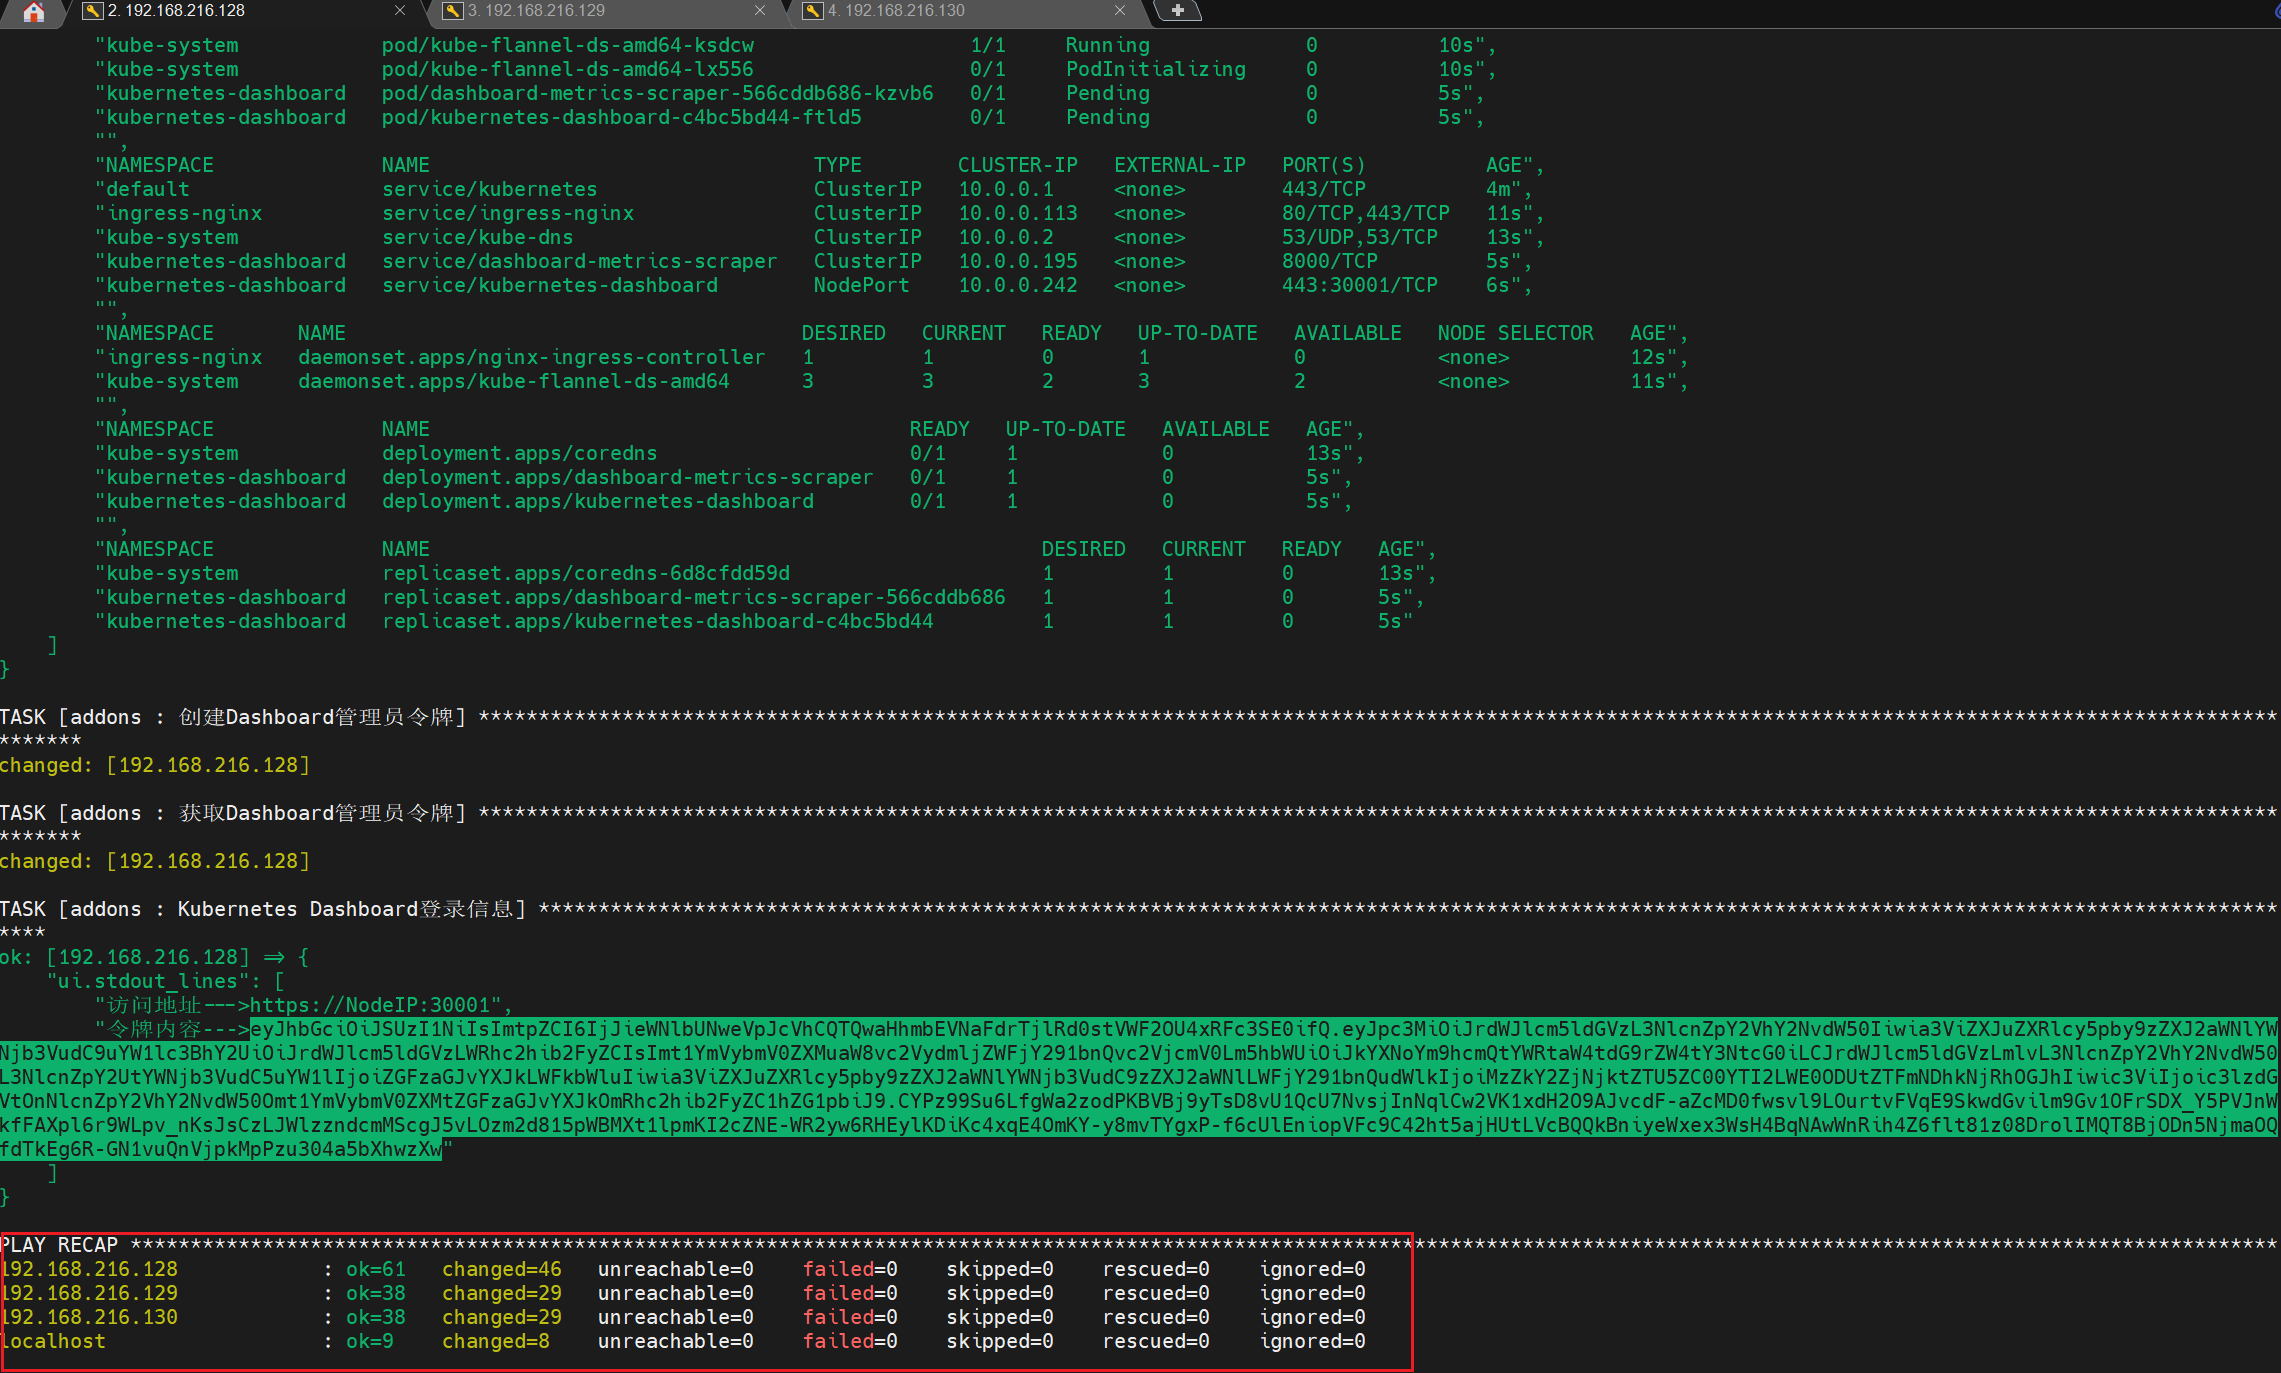 2. 192.168.216.128
3. 192.168.216.129
4. 192.168.216.130
"kube-system            pod/kube-flannel-ds-amd64-ksdcw                  1/1     Running           0          10s",
"kube-system            pod/kube-flannel-ds-amd64-lx556                  0/1     PodInitializing   0          10s",
"kubernetes-dashboard   pod/dashboard-metrics-scraper-566cddb686-kzvb6   0/1     Pending           0          5s",
"kubernetes-dashboard   pod/kubernetes-dashboard-c4bc5bd44-ftld5         0/1     Pending           0          5s",
"",
"NAMESPACE              NAME                                TYPE        CLUSTER-IP   EXTERNAL-IP   PORT(S)          AGE",
"default                service/kubernetes                  ClusterIP   10.0.0.1     <none>        443/TCP          4m",
"ingress-nginx          service/ingress-nginx               ClusterIP   10.0.0.113   <none>        80/TCP,443/TCP   11s",
"kube-system            service/kube-dns                    ClusterIP   10.0.0.2     <none>        53/UDP,53/TCP    13s",
"kubernetes-dashboard   service/dashboard-metrics-scraper   ClusterIP   10.0.0.195   <none>        8000/TCP         5s",
"kubernetes-dashboard   service/kubernetes-dashboard        NodePort    10.0.0.242   <none>        443:30001/TCP    6s",
"",
"NAMESPACE       NAME                                      DESIRED   CURRENT   READY   UP-TO-DATE   AVAILABLE   NODE SELECTOR   AGE",
"ingress-nginx   daemonset.apps/nginx-ingress-controller   1         1         0       1            0           <none>          12s",
"kube-system     daemonset.apps/kube-flannel-ds-amd64      3         3         2       3            2           <none>          11s",
"",
"NAMESPACE              NAME                                        READY   UP-TO-DATE   AVAILABLE   AGE",
"kube-system            deployment.apps/coredns                     0/1     1            0           13s",
"kubernetes-dashboard   deployment.apps/dashboard-metrics-scraper   0/1     1            0           5s",
"kubernetes-dashboard   deployment.apps/kubernetes-dashboard        0/1     1            0           5s",
"",
"NAMESPACE              NAME                                                   DESIRED   CURRENT   READY   AGE",
"kube-system            replicaset.apps/coredns-6d8cfdd59d                     1         1         0       13s",
"kubernetes-dashboard   replicaset.apps/dashboard-metrics-scraper-566cddb686   1         1         0       5s",
"kubernetes-dashboard   replicaset.apps/kubernetes-dashboard-c4bc5bd44         1         1         0       5s"
]
}
TASK [addons : 创建Dashboard管理员令牌] ***
*******
changed: [192.168.216.128]
TASK [addons : 获取Dashboard管理员令牌] ***
*******
changed: [192.168.216.128]
TASK [addons : Kubernetes Dashboard登录信息] ***
****
ok: [192.168.216.128] => {
"ui.stdout_lines": [
"访问地址--->https://NodeIP:30001",
"令牌内容--->
]
}
PLAY RECAP ***
192.168.216.128            : ok=61   changed=46   unreachable=0    failed=0    skipped=0    rescued=0    ignored=0
192.168.216.129            : ok=38   changed=29   unreachable=0    failed=0    skipped=0    rescued=0    ignored=0
192.168.216.130            : ok=38   changed=29   unreachable=0    failed=0    skipped=0    rescued=0    ignored=0
localhost                  : ok=9    changed=8    unreachable=0    failed=0    skipped=0    rescued=0    ignored=0